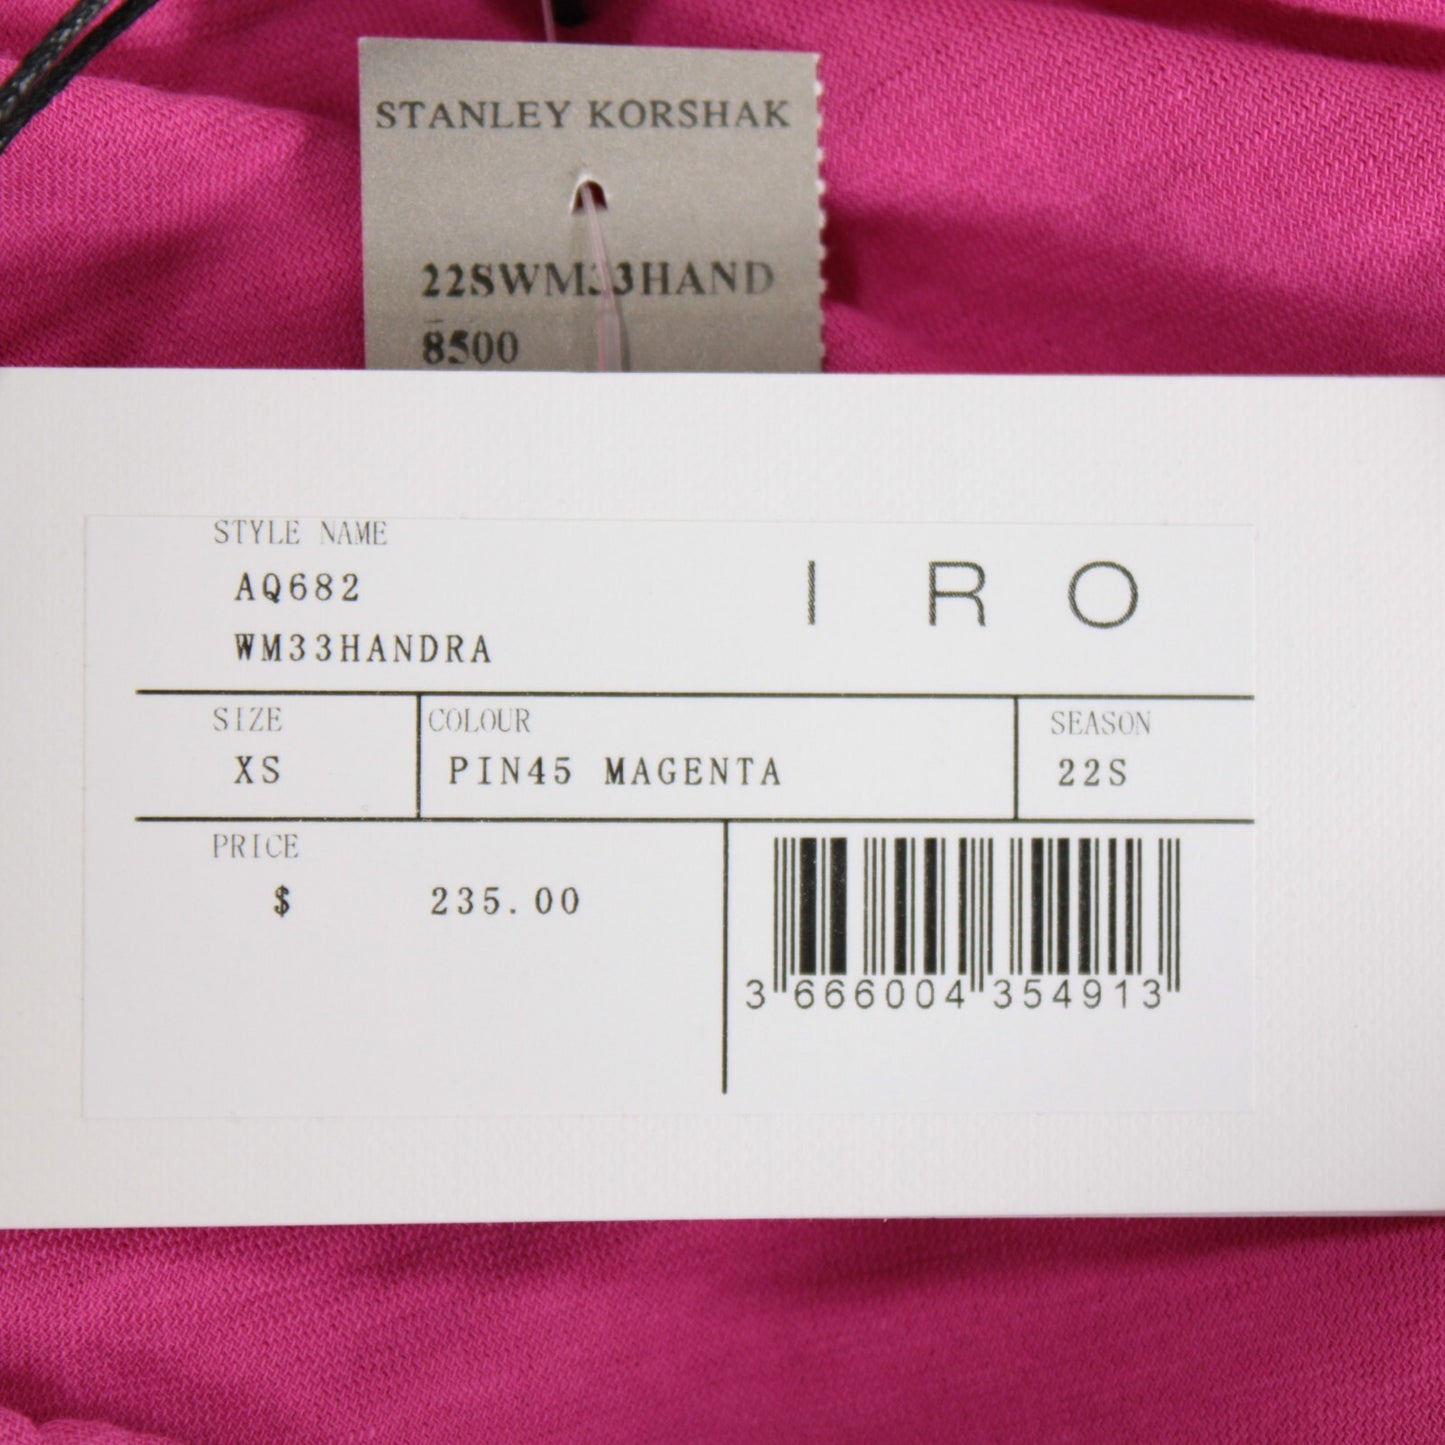 STANLEY KORSHAK
22SWM33HAND
8500
STYLE NAME
AQ682
WM33HANDRA
IRO
SIZE
XS
COLOUR
PIN45 MAGENTA
SEASON
22S
PRICE
$ 235.00
3 666004 354913